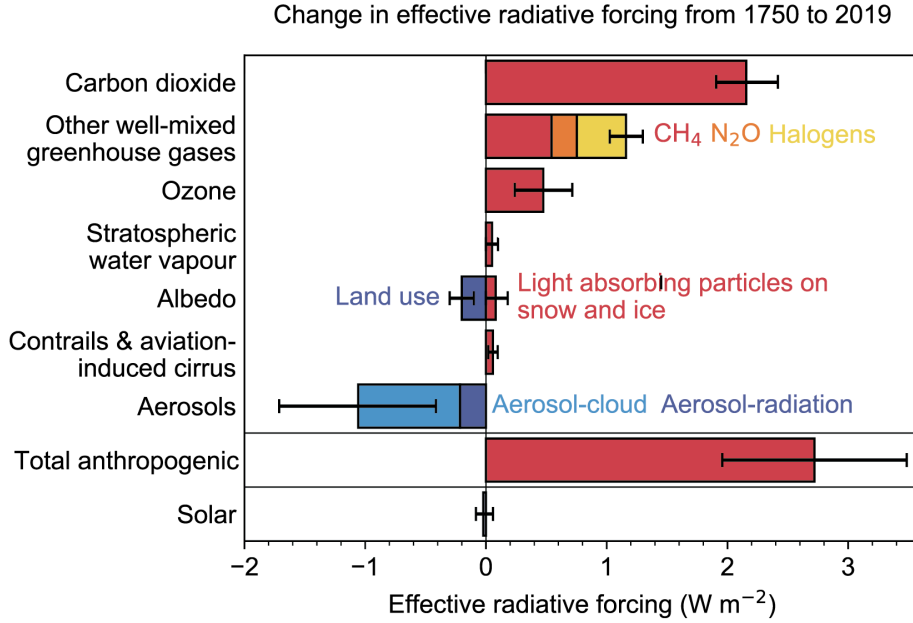 Change in effective radiative forcing from 1750 to 2019
Carbon dioxide
Other well-mixed
greenhouse gases
CH₄ N₂O Halogens
Ozone
Stratospheric
water vapour
Albedo
Land use
Light absorbing particles on
snow and ice
Contrails & aviation-
induced cirrus
Aerosols
Aerosol-cloud Aerosol-radiation
Total anthropogenic
Solar
−2 −1 0 1 2 3
Effective radiative forcing (W m⁻²)